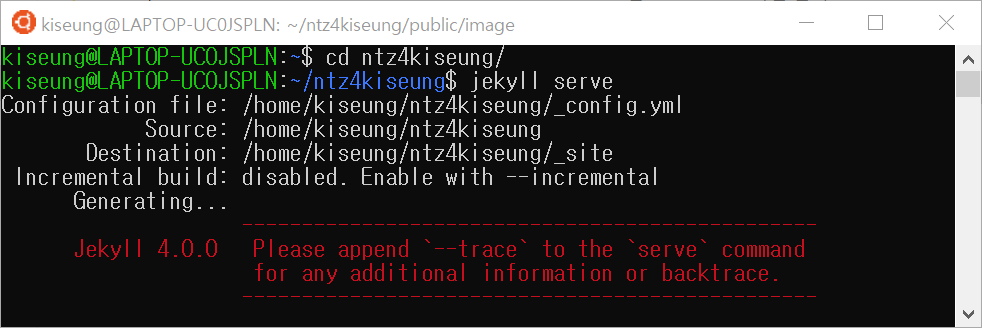 kiseung@LAPTOP-UC0JSPLN: ~/ntz4kiseung/public/image
kiseung@LAPTOP-UC0JSPLN:~$ cd ntz4kiseung/
kiseung@LAPTOP-UC0JSPLN:~/ntz4kiseung$ jekyll serve
Configuration file: /home/kiseung/ntz4kiseung/_config.yml
Source: /home/kiseung/ntz4kiseung
Destination: /home/kiseung/ntz4kiseung/_site
Incremental build: disabled. Enable with --incremental
Generating...
------------------------------------------------
Jekyll 4.0.0 Please append `--trace` to the `serve` command
for any additional information or backtrace.
------------------------------------------------